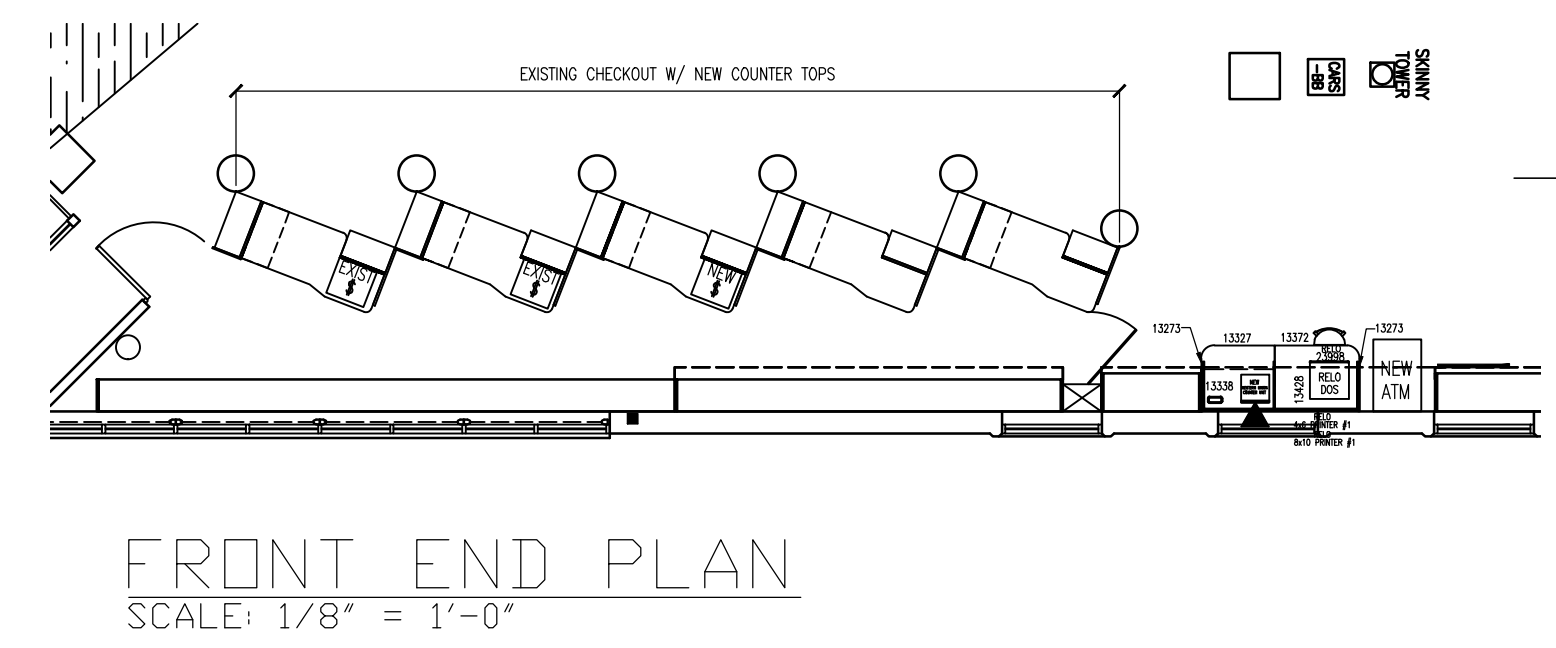 EXISTING CHECKOUT W/ NEW COUNTER TOPS
SKINNY
TOWER
CARS
-BB
EXIST
$
EXIST
$
NEW
$
13273
13327
13372
13273
RELO
23998
RELO
DOS
13428
13338
NEW
NEW
ATM
RELO
4x6 PRINTER #1
RELO
8x10 PRINTER #1
FRONT END PLAN
SCALE: 1/8" = 1'-0"